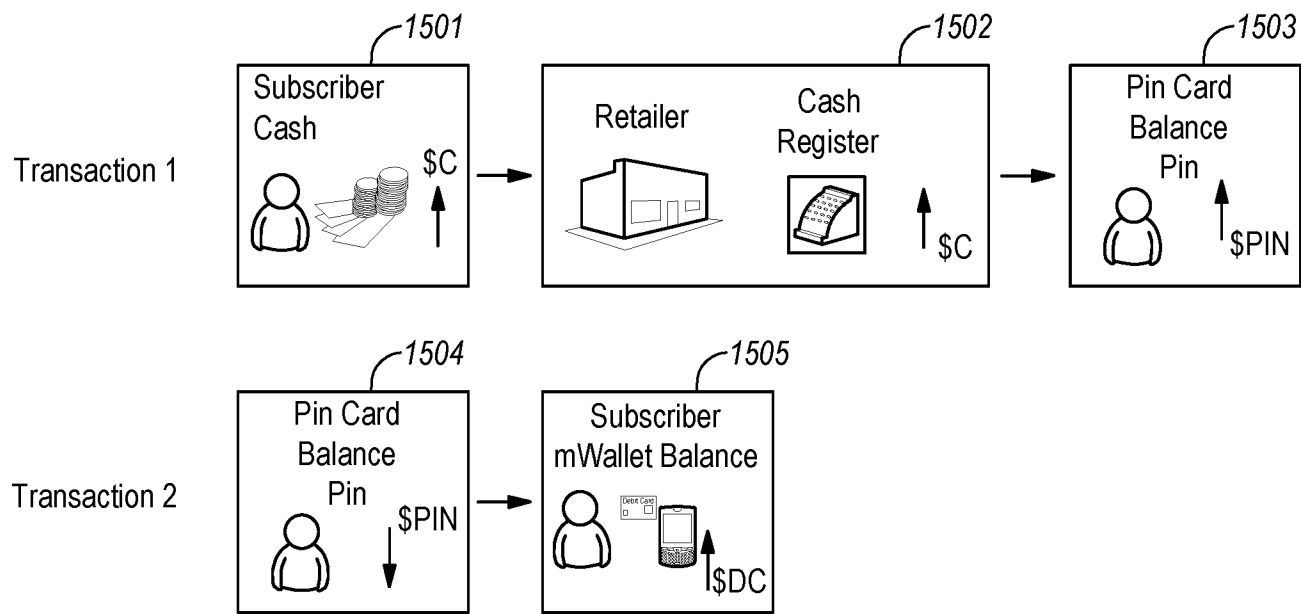 1501
1502
1503
Subscriber
Cash
$C
Retailer
Cash
Register
$C
Pin Card
Balance
Pin
$PIN
Transaction 1
1504
1505
Pin Card
Balance
Pin
$PIN
Subscriber
mWallet Balance
Debit Card
$DC
Transaction 2